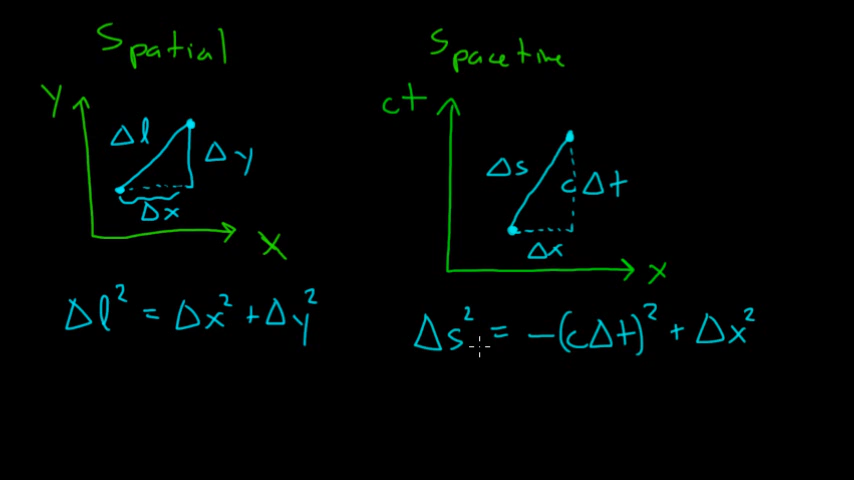 Spatial
y
Δl
Δy
Δx
x
Δl² = Δx² + Δy²
Spacetime
ct
Δs
cΔt
Δx
x
Δs² = -(cΔt)² + Δx²